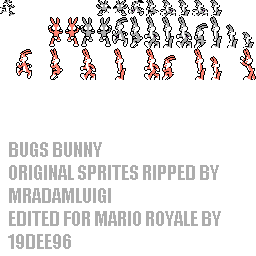 BUGS BUNNY
ORIGINAL SPRITES RIPPED BY
MRADAMLUIGI
EDITED FOR MARIO ROYALE BY
19DEE96